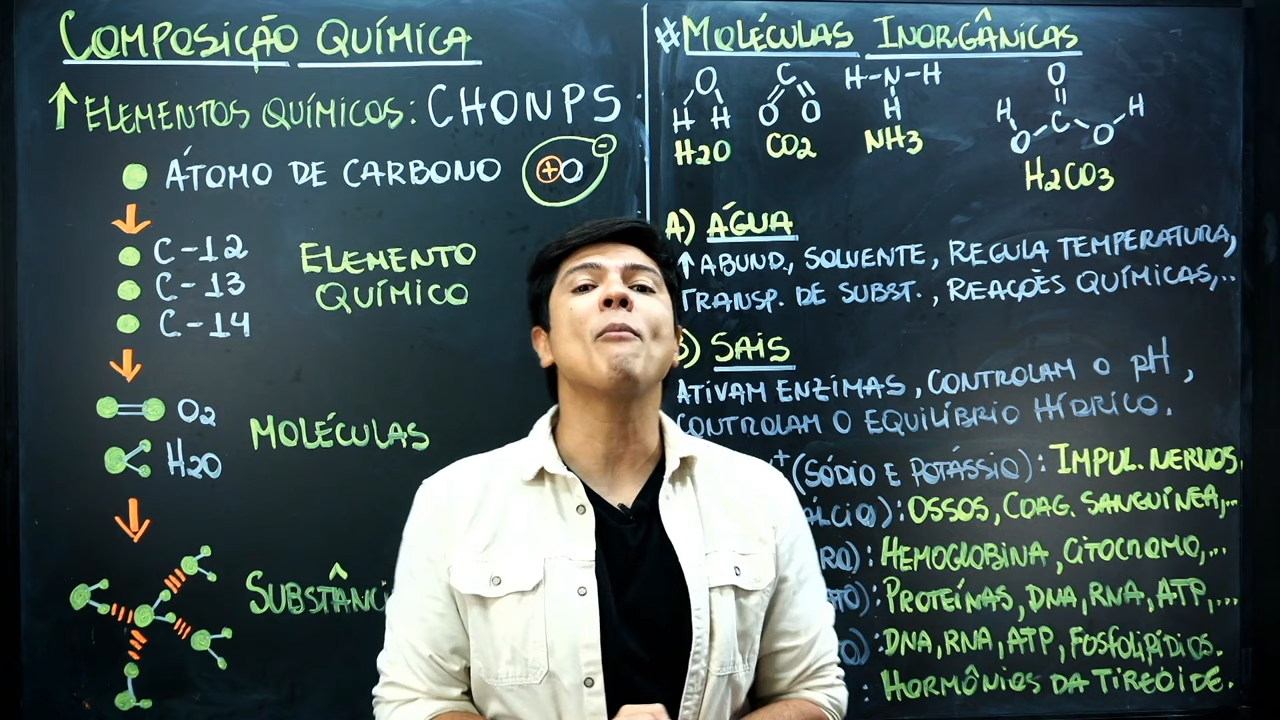 COMPOSIÇÃO QUÍMICA
↑ELEMENTOS QUÍMICOS: CHONPS
ÁTOMO DE CARBONO
+ O -
C-12
C-13
C-14
ELEMENTO
QUÍMICO
O2
H2O
MOLÉCULAS
#MOLÉCULAS INORGÂNICAS
O
H H
H2O
C
O O
CO2
H-N-H
H
NH3
O
H C H
O O
H2CO3
A) ÁGUA
↑ABUND., SOLVENTE, REGULA TEMPERATURA,
TRANSP. DE SUBST., REAÇÕES QUÍMICAS,..
) SAIS
ATIVAM ENZIMAS, CONTROLAM O pH,
CONTROLAM O EQUILÍBRIO HÍDRICO.
+(SÓDIO E POTÁSSIO): IMPUL. NERVOS.
): OSSOS, COAG. SANGUÍNEA,..
): HEMOGLOBINA, CITOCROMO,..
): PROTEÍNAS, DNA, RNA, ATP,...
): DNA, RNA, ATP, FOSFOLIPÍDIOS.
: HORMÔNIOS DA TIREÓIDE.